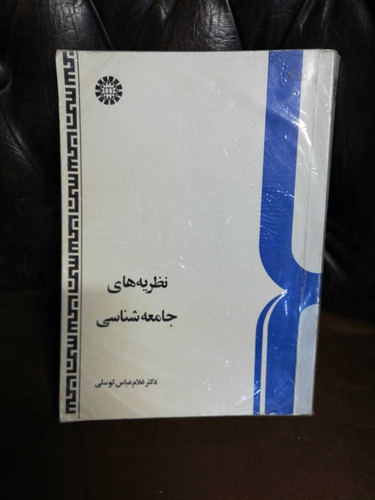 نظریه‌های
جامعه‌شناسی
دکتر غلامعباس توسلی